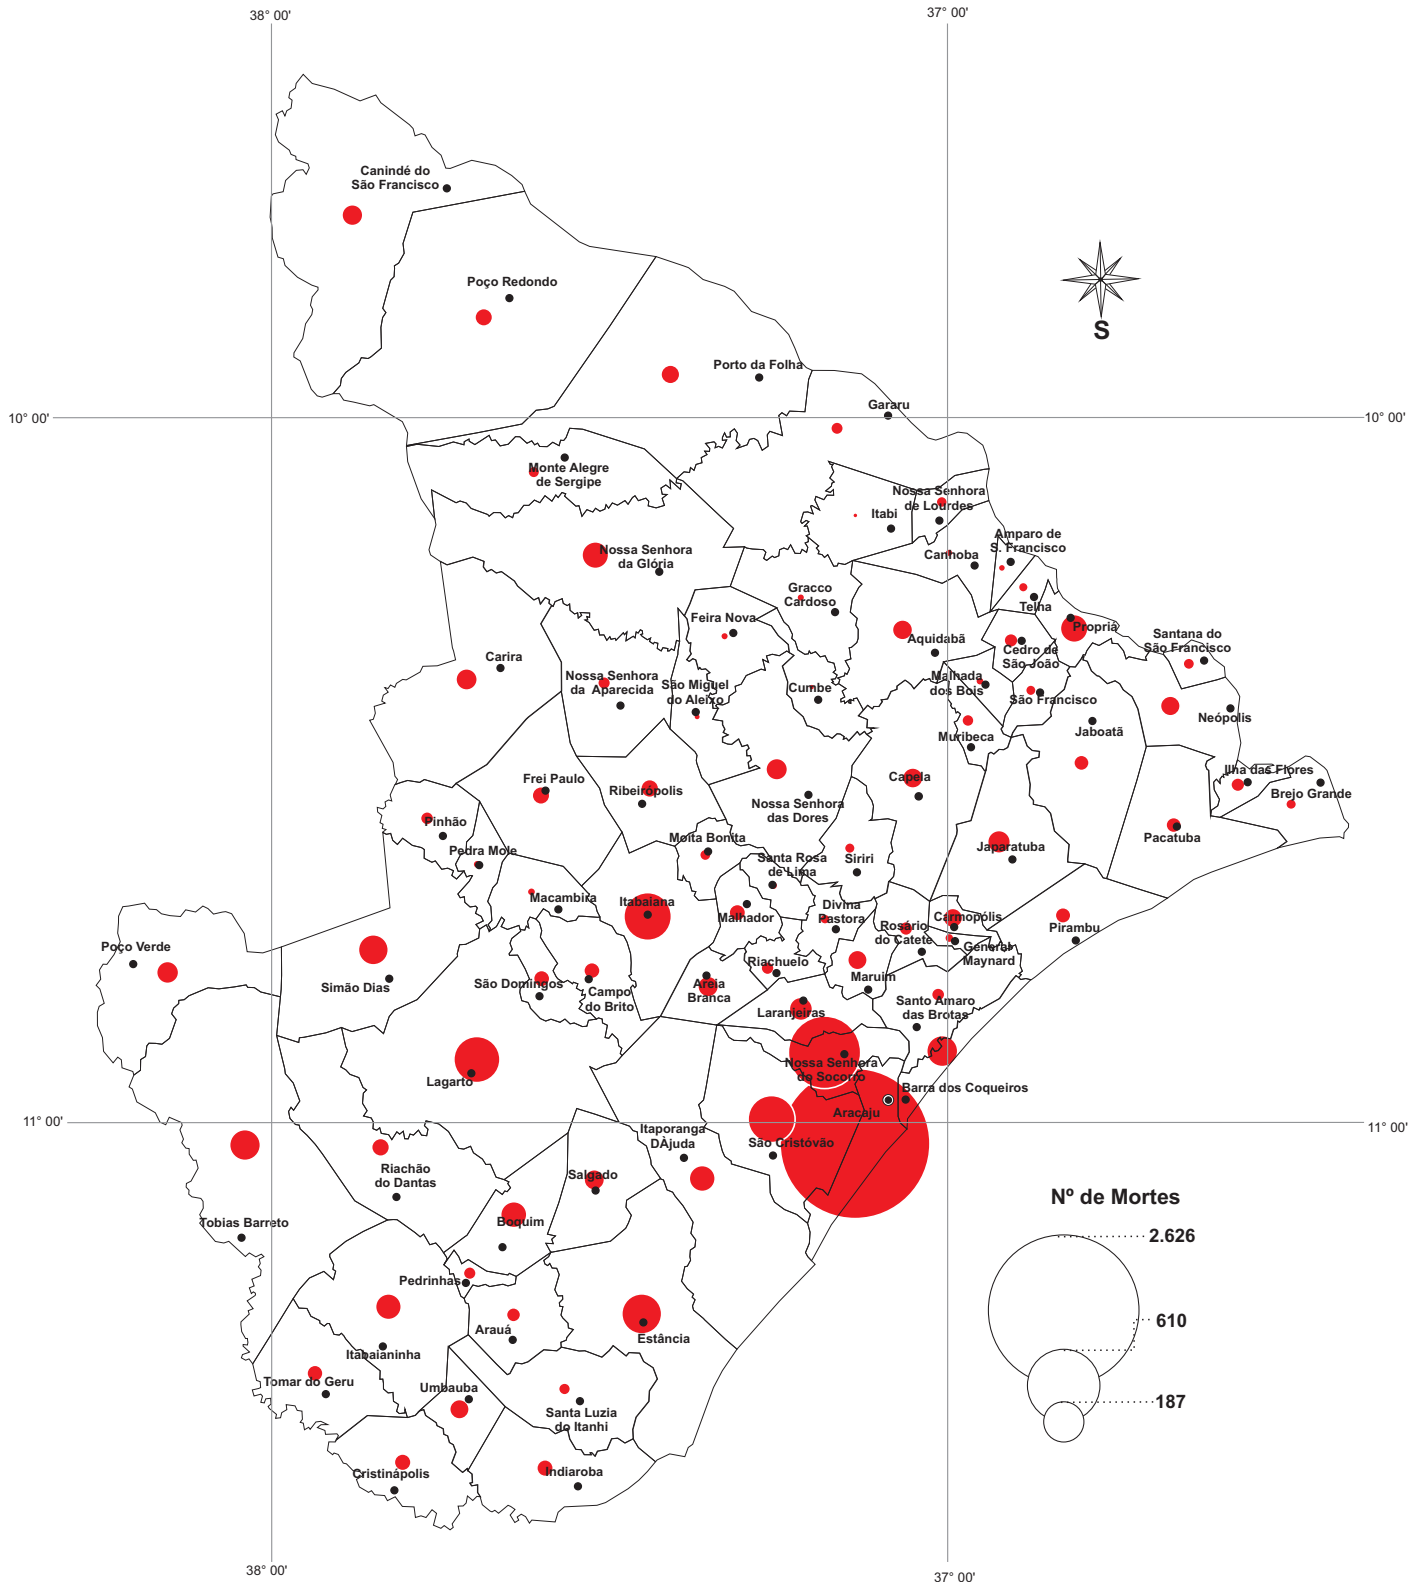 38° 00'
37° 00'
Canindé do
São Francisco
Poço Redondo
S
Porto da Folha
Gararu
10° 00'
10° 00'
Monte Alegre
de Sergipe
Nossa Senhora
de Lourdes
Itabi
Amparo de
S. Francisco
Canhoba
Nossa Senhora
da Glória
Gracco
Cardoso
Telha
Feira Nova
Propriá
Santana do
São Francisco
Aquidabã
Cedro de
São João
Carira
Nossa Senhora
da Aparecida
São Miguel
do Aleixo
Cumbe
Malhada
dos Bois
São Francisco
Neópolis
Jaboatã
Muribeca
Ilha das Flores
Brejo Grande
Frei Paulo
Ribeirópolis
Capela
Nossa Senhora
das Dores
Pinhão
Pacatuba
Moita Bonita
Pedra Mole
Japaratuba
Santa Rosa
de Lima
Siriri
Macambira
Itabaiana
Malhador
Divina
Pastora
Carmopólis
Rosário
do Catete
Pirambu
General
Maynard
Poço Verde
Riachuelo
Simão Dias
São Domingos
Campo
do Brito
Areia
Branca
Maruim
Laranjeiras
Santo Amaro
das Brotas
Nossa Senhora
do Socorro
Lagarto
Barra dos Coqueiros
Aracaju
11° 00'
11° 00'
Itaporanga
DÀjuda
São Cristóvão
Riachão
do Dantas
Salgado
Nº de Mortes
Tobias Barreto
Boquim
2.626
Pedrinhas
610
Arauá
Estância
Itabaianinha
Tomar do Geru
Umbauba
187
Santa Luzia
do Itanhi
Cristinápolis
Indiaroba
38° 00'
37° 00'